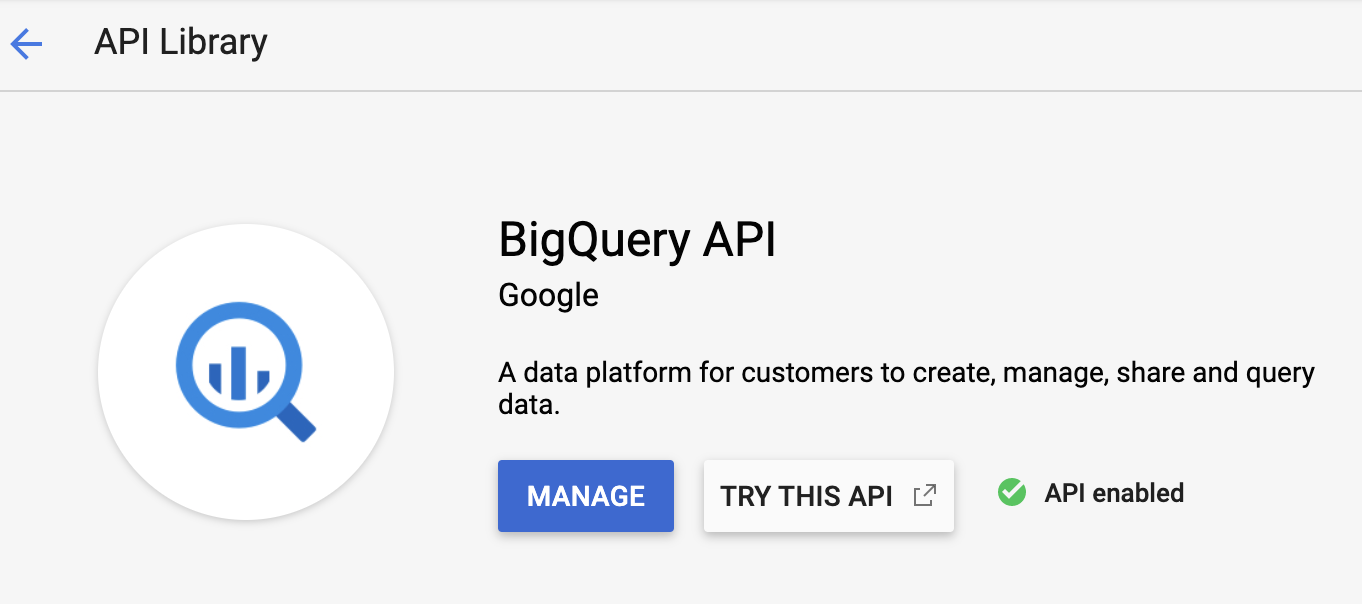 API Library
BigQuery API
Google
A data platform for customers to create, manage, share and query
data.
MANAGE
TRY THIS API
API enabled